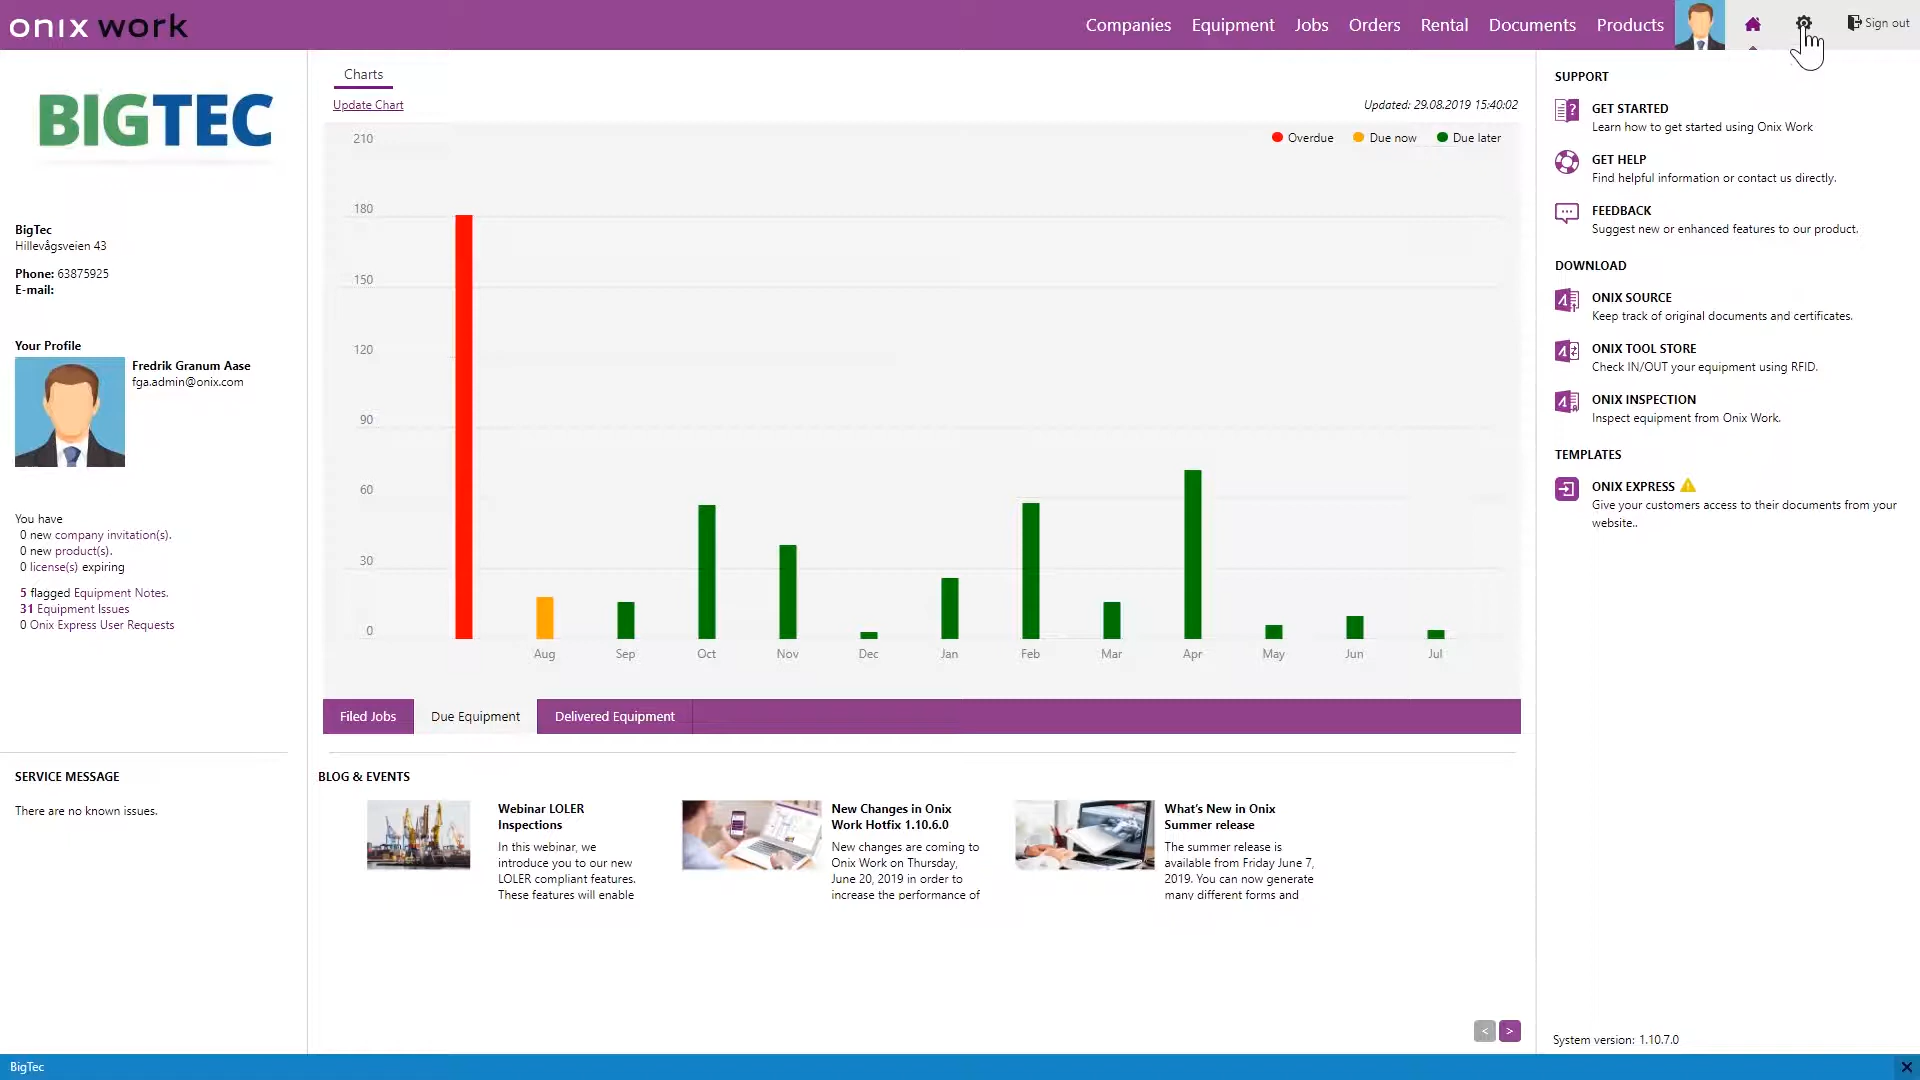 onix work
Companies Equipment Jobs Orders Rental Documents Products Sign out
BIGTEC
BigTec
Hillevågsveien 43
Phone: 63875925
E-mail:
Your Profile
Fredrik Granum Aase
fga.admin@onix.com
You have
0 new company invitation(s).
0 new product(s).
0 license(s) expiring
5 flagged Equipment Notes.
31 Equipment Issues
0 Onix Express User Requests
SERVICE MESSAGE
There are no known issues.
Charts
Update Chart
Updated: 29.08.2019 15:40:02
Overdue Due now Due later
210
180
150
120
90
60
30
0
Aug Sep Oct Nov Dec Jan Feb Mar Apr May Jun Jul
Filed Jobs Due Equipment Delivered Equipment
BLOG & EVENTS
Webinar LOLER
Inspections
In this webinar, we
introduce you to our new
LOLER compliant features.
These features will enable
New Changes in Onix
Work Hotfix 1.10.6.0
New changes are coming to
Onix Work on Thursday,
June 20, 2019 in order to
increase the performance of
What's New in Onix
Summer release
The summer release is
available from Friday June 7,
2019. You can now generate
many different forms and
< >
SUPPORT
GET STARTED
Learn how to get started using Onix Work
GET HELP
Find helpful information or contact us directly.
FEEDBACK
Suggest new or enhanced features to our product.
DOWNLOAD
ONIX SOURCE
Keep track of original documents and certificates.
ONIX TOOL STORE
Check IN/OUT your equipment using RFID.
ONIX INSPECTION
Inspect equipment from Onix Work.
TEMPLATES
ONIX EXPRESS
Give your customers access to their documents from your
website..
System version: 1.10.7.0
BigTec